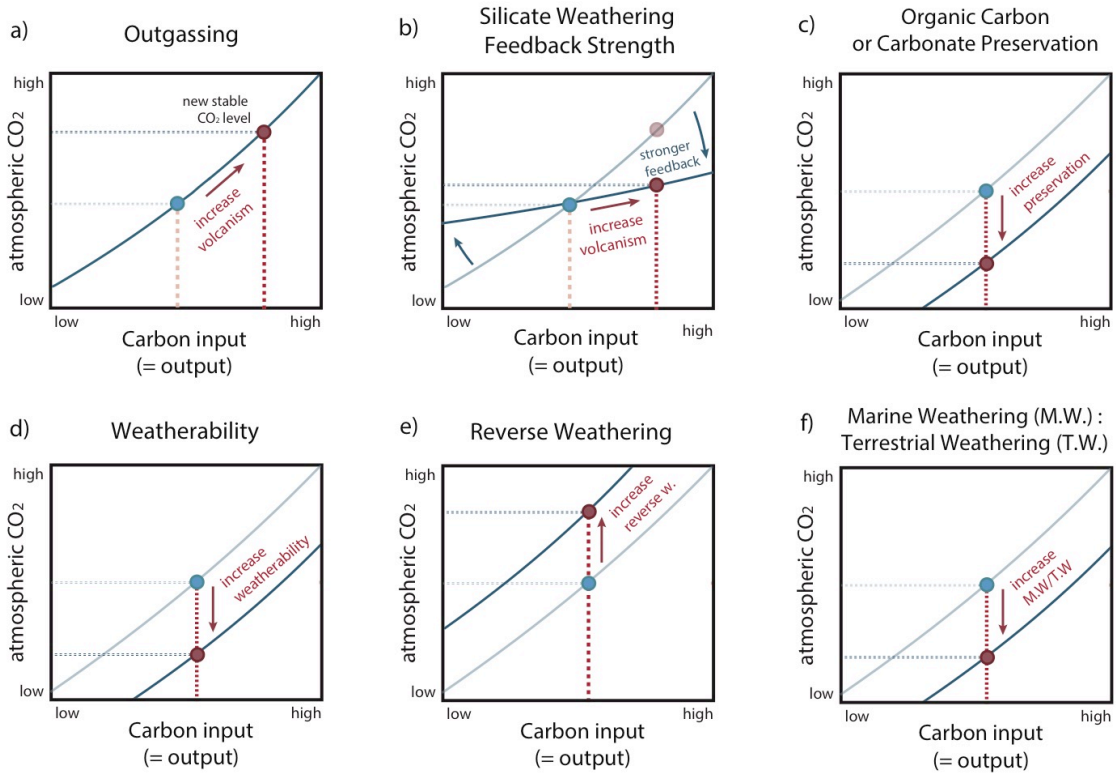 a)
Outgassing
high
new stable
CO2 level
increase
volcanism
atmospheric CO2
low
low
high
Carbon input
(= output)
b)
Silicate Weathering
Feedback Strength
high
stronger
feedback
increase
volcanism
atmospheric CO2
low
low
high
Carbon input
(= output)
c)
Organic Carbon
or Carbonate Preservation
high
increase
preservation
atmospheric CO2
low
low
high
Carbon input
(= output)
d)
Weatherability
high
increase
weatherability
atmospheric CO2
low
low
high
Carbon input
(= output)
e)
Reverse Weathering
high
increase
reverse w.
atmospheric CO2
low
low
high
Carbon input
(= output)
f)
Marine Weathering (M.W.) :
Terrestrial Weathering (T.W.)
high
increase
M.W/T.W
atmospheric CO2
low
low
high
Carbon input
(= output)